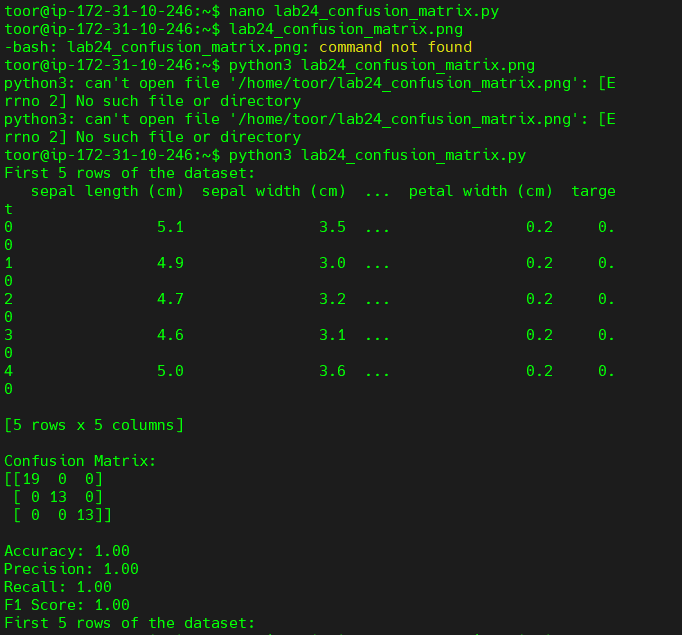 toor@ip-172-31-10-246:~$ nano lab24_confusion_matrix.py
toor@ip-172-31-10-246:~$ lab24_confusion_matrix.png
-bash: lab24_confusion_matrix.png: command not found
toor@ip-172-31-10-246:~$ python3 lab24_confusion_matrix.png
python3: can't open file '/home/toor/lab24_confusion_matrix.png': [E
rrno 2] No such file or directory
python3: can't open file '/home/toor/lab24_confusion_matrix.png': [E
rrno 2] No such file or directory
toor@ip-172-31-10-246:~$ python3 lab24_confusion_matrix.py
First 5 rows of the dataset:
   sepal length (cm)  sepal width (cm)  ...  petal width (cm)  targe
t
0                5.1               3.5  ...               0.2     0.
0
1                4.9               3.0  ...               0.2     0.
0
2                4.7               3.2  ...               0.2     0.
0
3                4.6               3.1  ...               0.2     0.
0
4                5.0               3.6  ...               0.2     0.
0

[5 rows x 5 columns]

Confusion Matrix:
[[19  0  0]
 [ 0 13  0]
 [ 0  0 13]]

Accuracy: 1.00
Precision: 1.00
Recall: 1.00
F1 Score: 1.00
First 5 rows of the dataset: